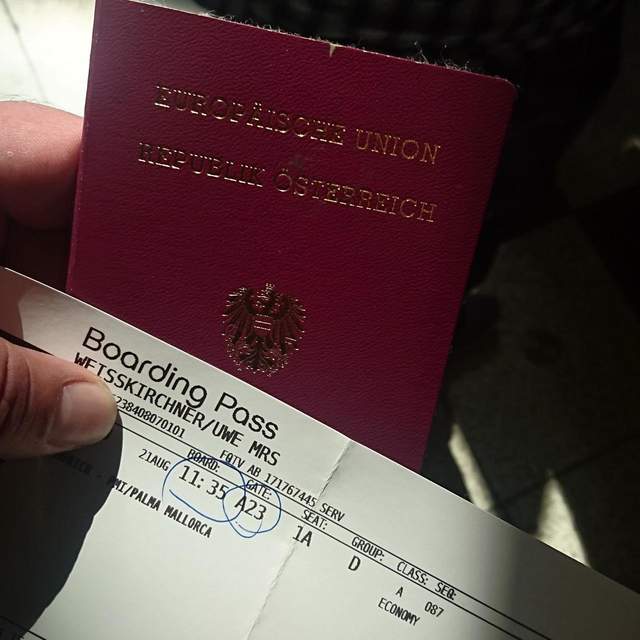 EUROPÄISCHE UNION
REPUBLIK ÖSTERREICH
Boarding Pass
WEISSKIRCHNER/UWE MRS
238408070101 FQTV AB 171767445 SERV
BOARD: GATE: SEAT: GROUP: CLASS: SEQ:
21AUG 11:35 A23 1A D A 087
ECONOMY
- PMI/PALMA MALLORCA